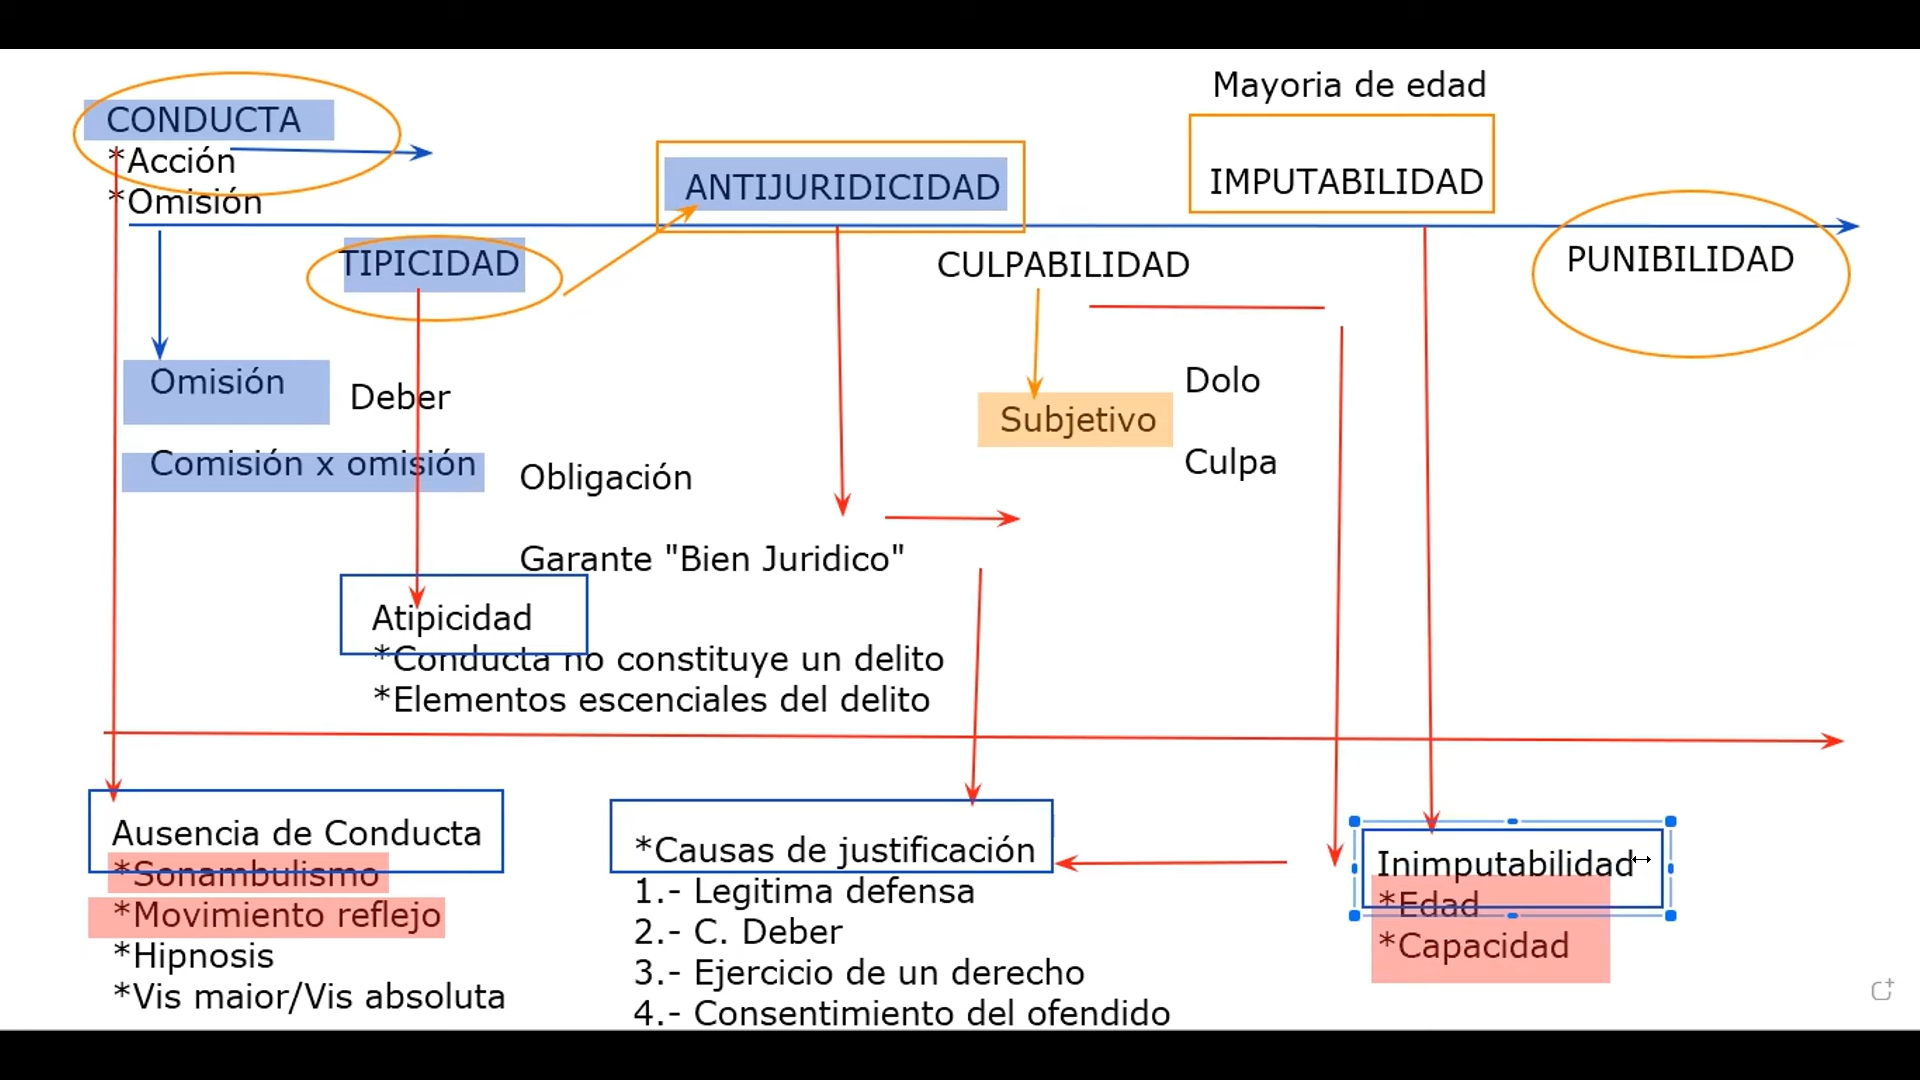 Mayoria de edad
CONDUCTA
*Acción
*Omisión
ANTIJURIDICIDAD
IMPUTABILIDAD
TIPICIDAD
CULPABILIDAD
PUNIBILIDAD
Omisión
Deber
Dolo
Subjetivo
Comisión x omisión
Obligación
Culpa
Garante "Bien Juridico"
Atipicidad
*Conducta no constituye un delito
*Elementos escenciales del delito
Ausencia de Conducta
*Sonambulismo
*Movimiento reflejo
*Hipnosis
*Vis maior/Vis absoluta
*Causas de justificación
1.- Legitima defensa
2.- C. Deber
3.- Ejercicio de un derecho
4.- Consentimiento del ofendido
Inimputabilidad
*Edad
*Capacidad